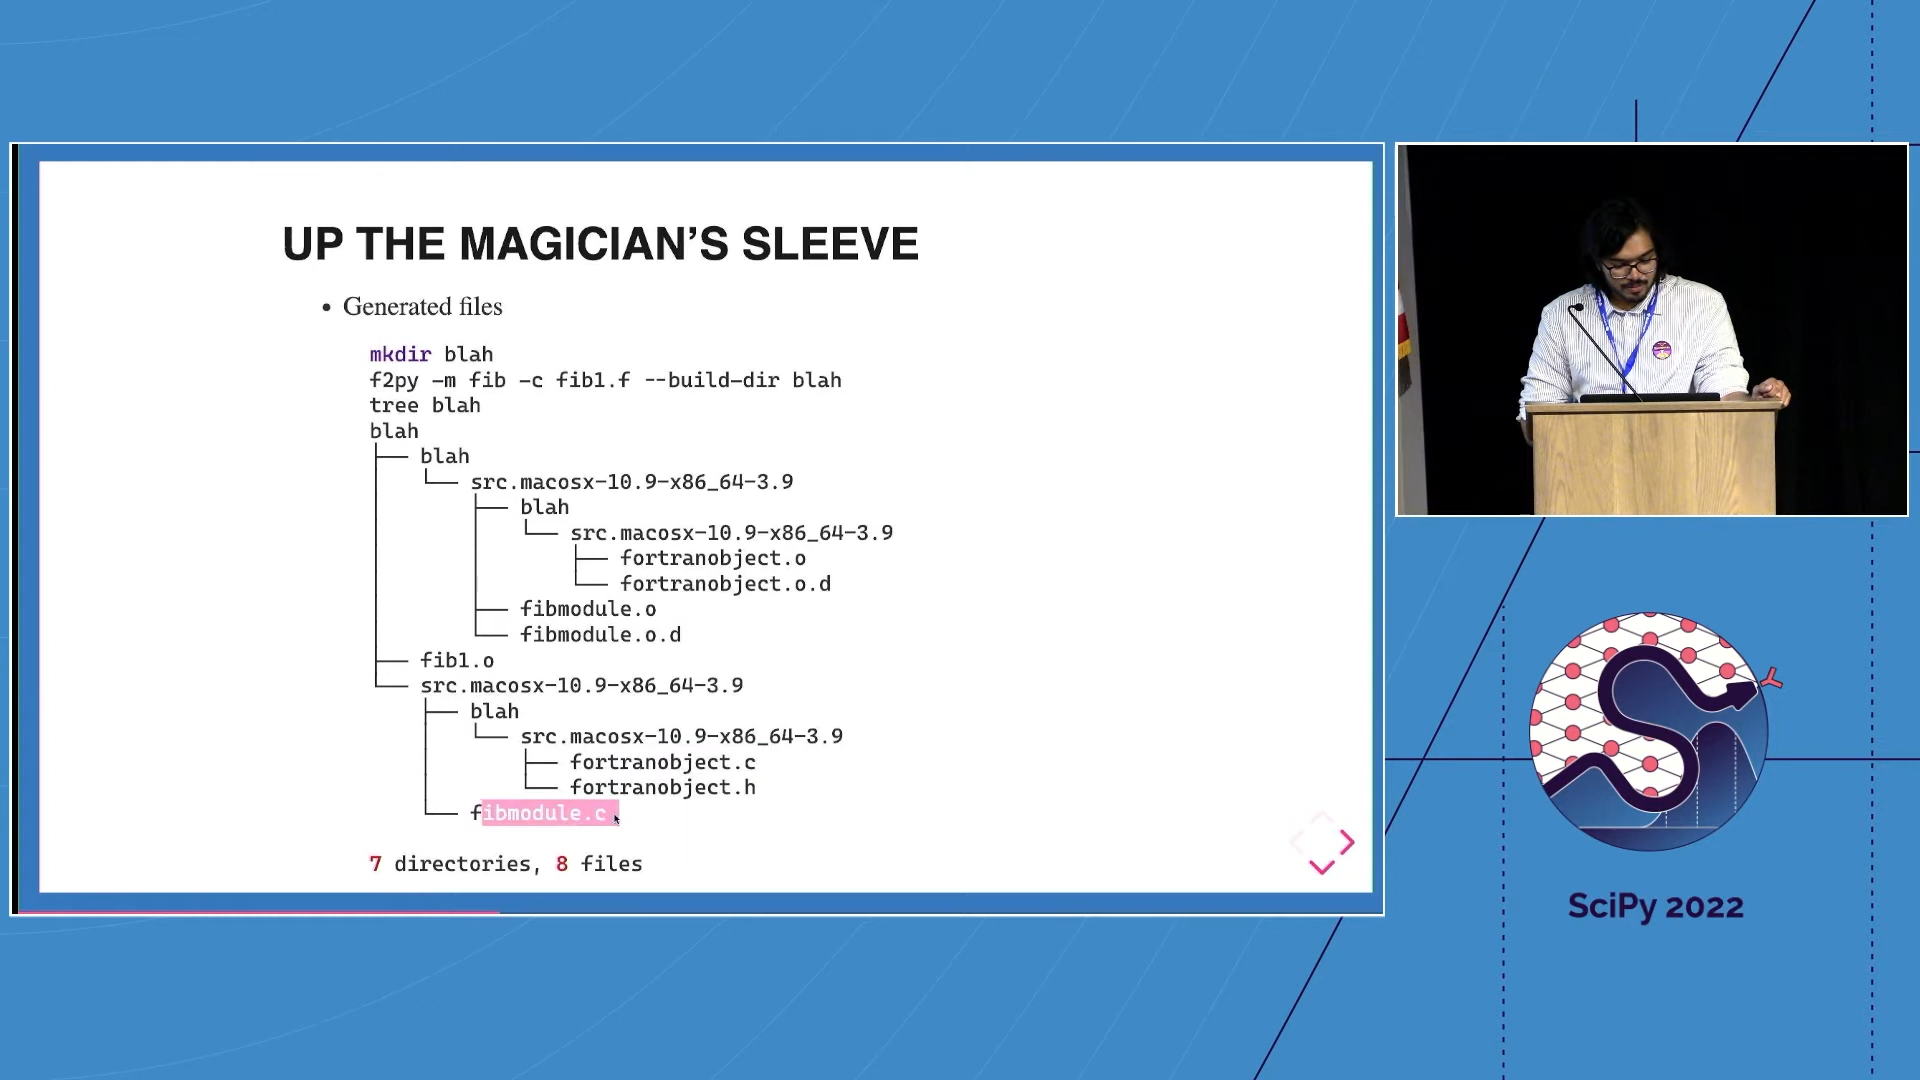 UP THE MAGICIAN’S SLEEVE
• Generated files
mkdir blah
f2py -m fib -c fib1.f --build-dir blah
tree blah
blah
├── blah
│   └── src.macosx-10.9-x86_64-3.9
│       ├── blah
│       │   └── src.macosx-10.9-x86_64-3.9
│       │       ├── fortranobject.o
│       │       └── fortranobject.o.d
│       ├── fibmodule.o
│       └── fibmodule.o.d
├── fib1.o
└── src.macosx-10.9-x86_64-3.9
    ├── blah
    │   └── src.macosx-10.9-x86_64-3.9
    │       ├── fortranobject.c
    │       └── fortranobject.h
    └── fibmodule.c
7 directories, 8 files
SciPy 2022